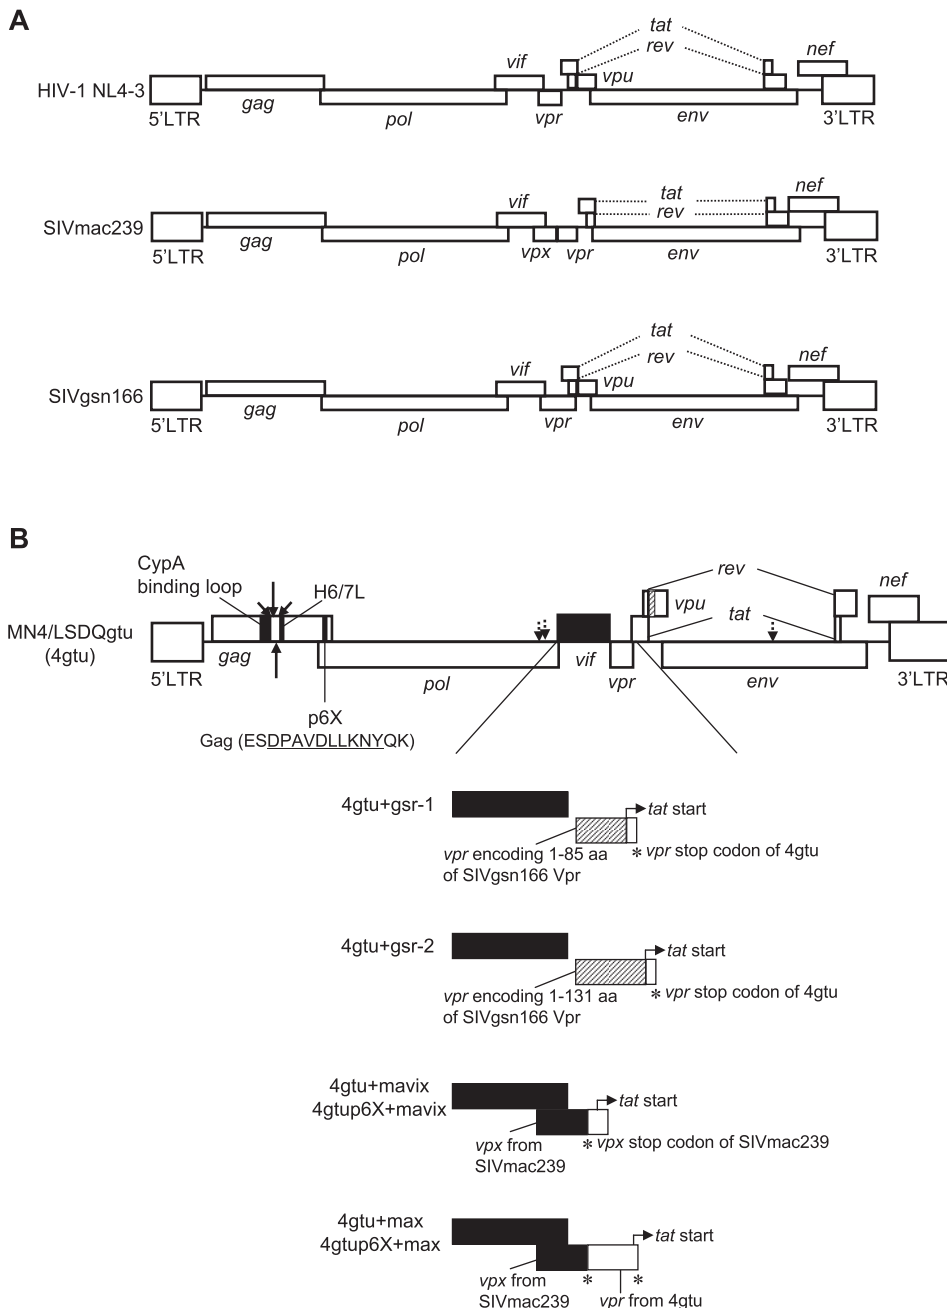 A
tat
rev
nef
vif
HIV-1 NL4-3
vpu
gag
pol
vpr
env
5'LTR
3'LTR
tat
nef
vif
rev
SIVmac239
gag
pol
vpx
vpr
env
5'LTR
3'LTR
tat
rev
nef
vif
SIVgsn166
vpu
gag
pol
vpr
env
5'LTR
3'LTR
B
CypA
binding loop
H6/7L
rev
nef
vpu
tat
MN4/LSDQgtu
(4gtu)
gag
vif
vpr
env
5'LTR
pol
3'LTR
p6X
Gag (ESDPAVDLLKNYQK)
4gtu+gsr-1
tat start
vpr encoding 1-85 aa
of SIVgsn166 Vpr
* vpr stop codon of 4gtu
4gtu+gsr-2
tat start
vpr encoding 1-131 aa
of SIVgsn166 Vpr
* vpr stop codon of 4gtu
4gtu+mavix
4gtup6X+mavix
tat start
vpx from
SIVmac239
* vpx stop codon of SIVmac239
4gtu+max
4gtup6X+max
tat start
* *
vpx from
SIVmac239
vpr from 4gtu